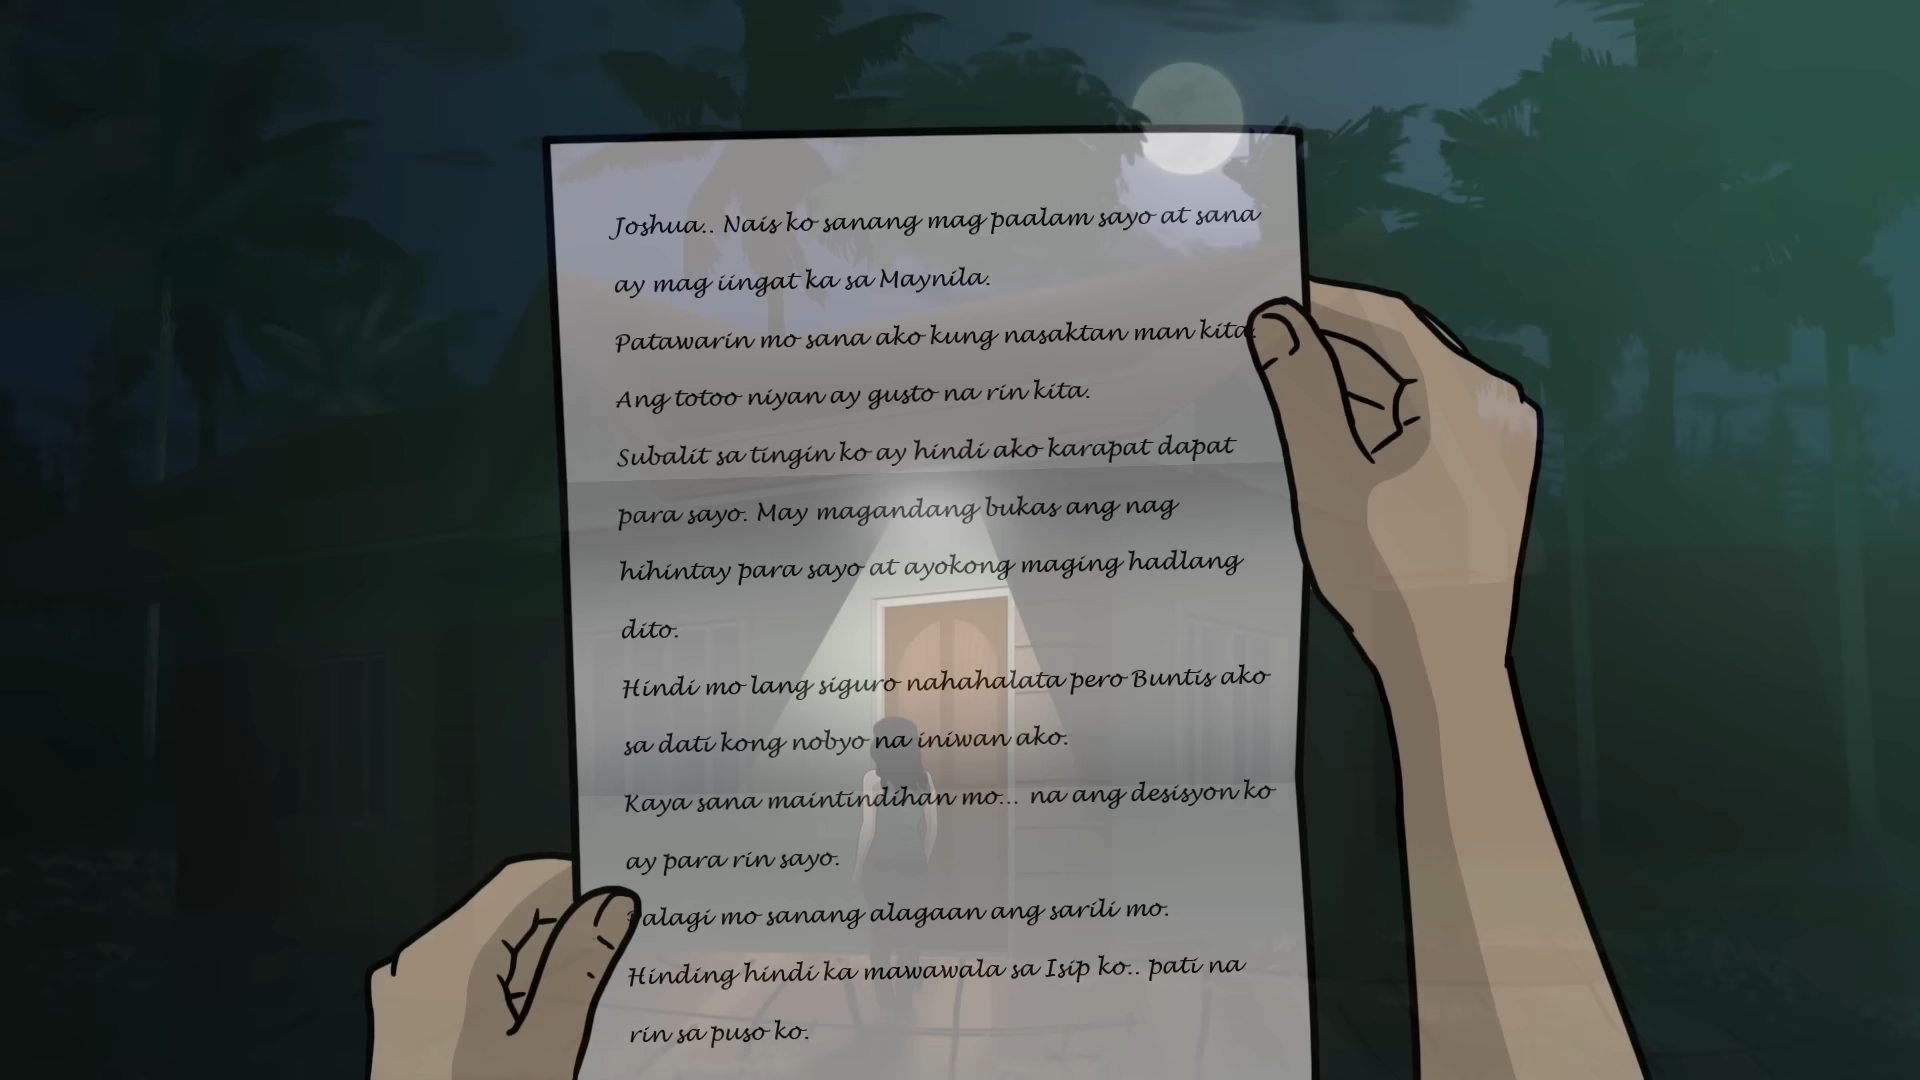 Joshua.. Nais ko sanang mag paalam sayo at sana
ay mag iingat ka sa Maynila.
Patawarin mo sana ako kung nasaktan man kita.
Ang totoo niyan ay gusto na rin kita.
Subalit sa tingin ko ay hindi ako karapat dapat
para sayo. May magandang bukas ang nag
hihintay para sayo at ayokong maging hadlang
dito.
Hindi mo lang siguro nahahalata pero Buntis ako
sa dati kong nobyo na iniwan ako.
Kaya sana maintindihan mo... na ang desisyon ko
ay para rin sayo.
Palagi mo sanang alagaan ang sarili mo.
Hinding hindi ka mawawala sa Isip ko.. pati na
rin sa puso ko.